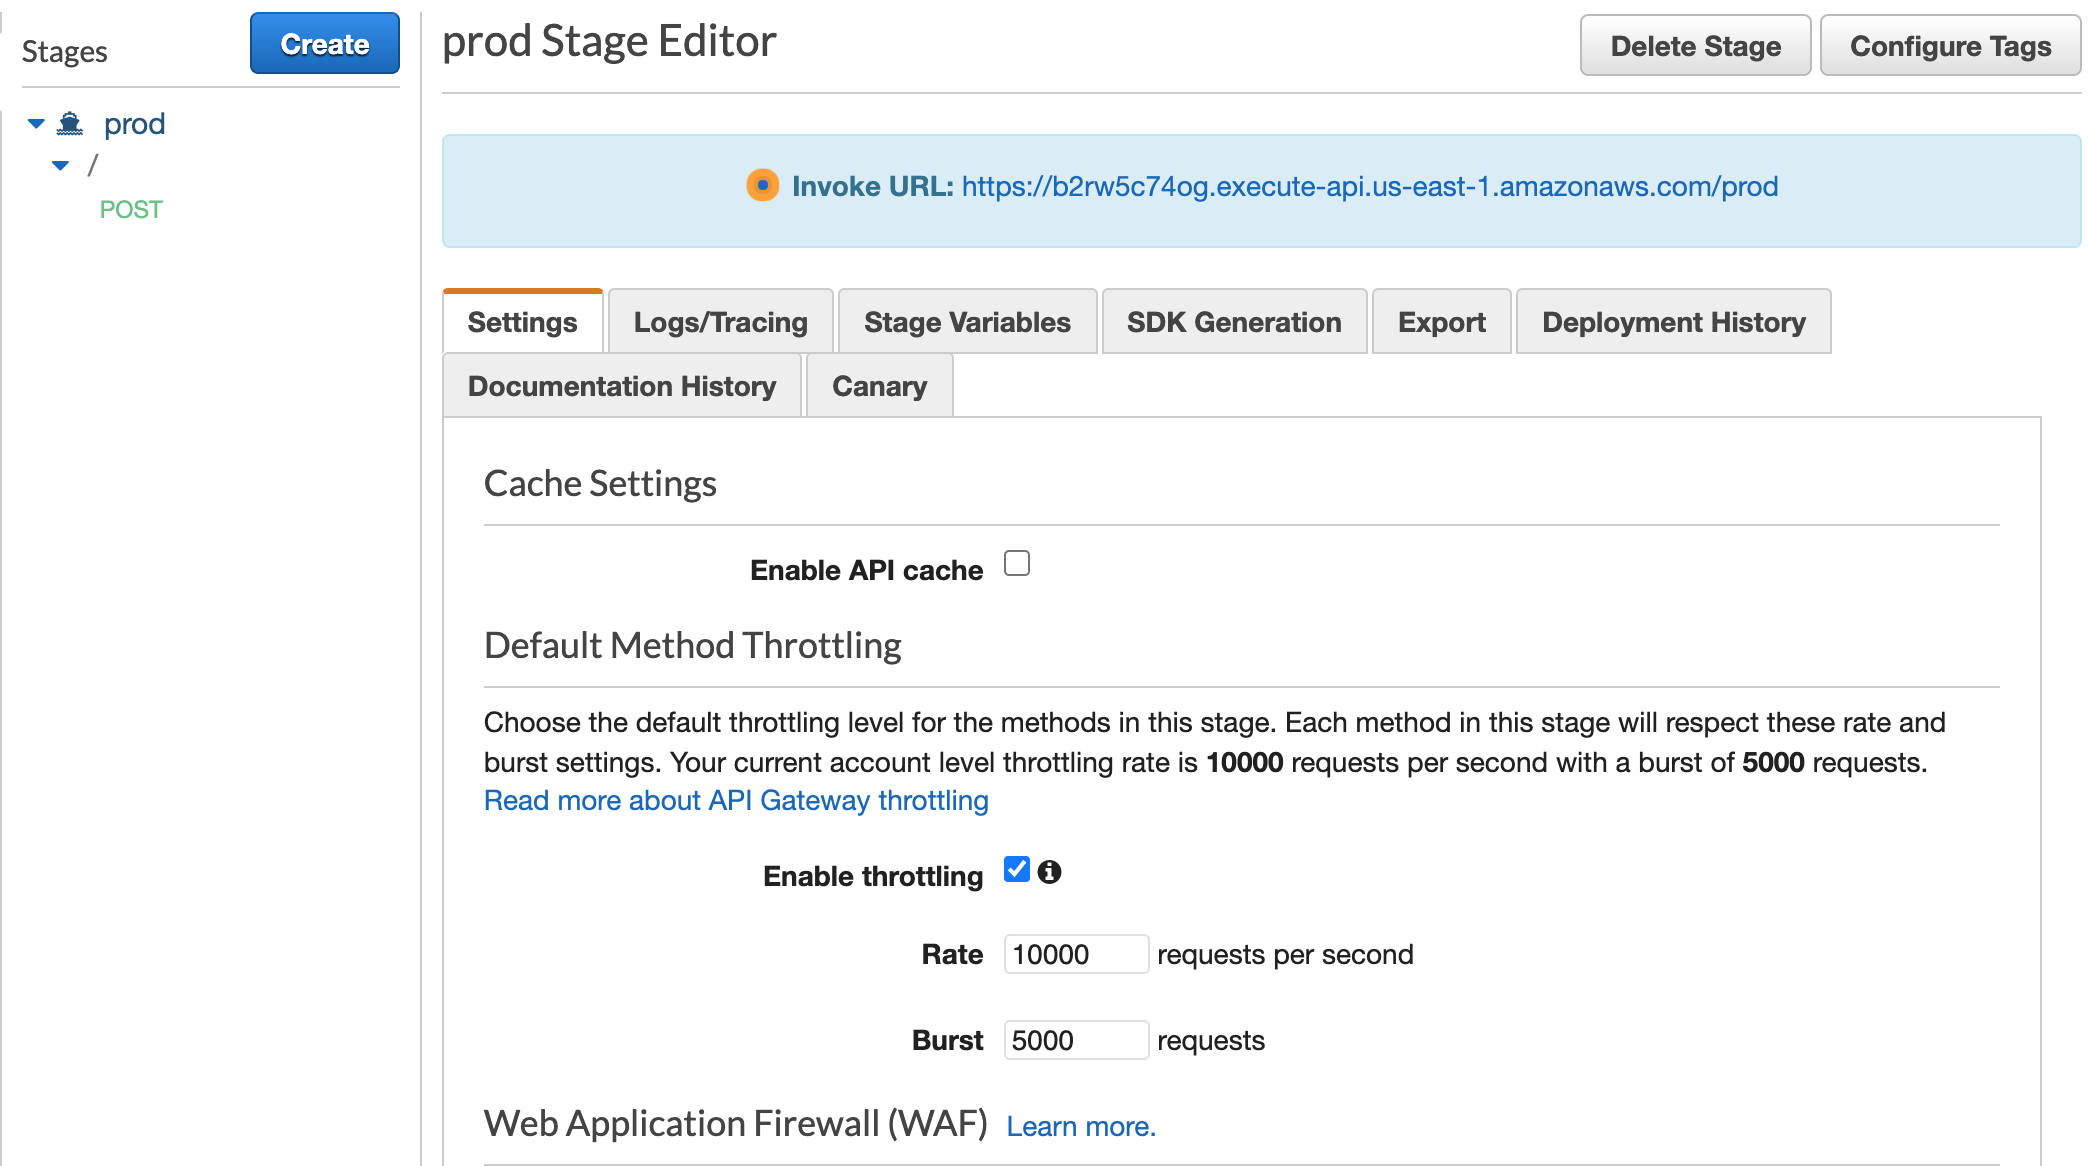 Stages
Create
prod
/
POST
prod Stage Editor
Delete Stage
Configure Tags
Invoke URL: https://b2rw5c74og.execute-api.us-east-1.amazonaws.com/prod
Settings
Logs/Tracing
Stage Variables
SDK Generation
Export
Deployment History
Documentation History
Canary
Cache Settings
Enable API cache
Default Method Throttling
Choose the default throttling level for the methods in this stage. Each method in this stage will respect these rate and
burst settings. Your current account level throttling rate is 10000 requests per second with a burst of 5000 requests.
Read more about API Gateway throttling
Enable throttling
Rate 10000 requests per second
Burst 5000 requests
Web Application Firewall (WAF) Learn more.